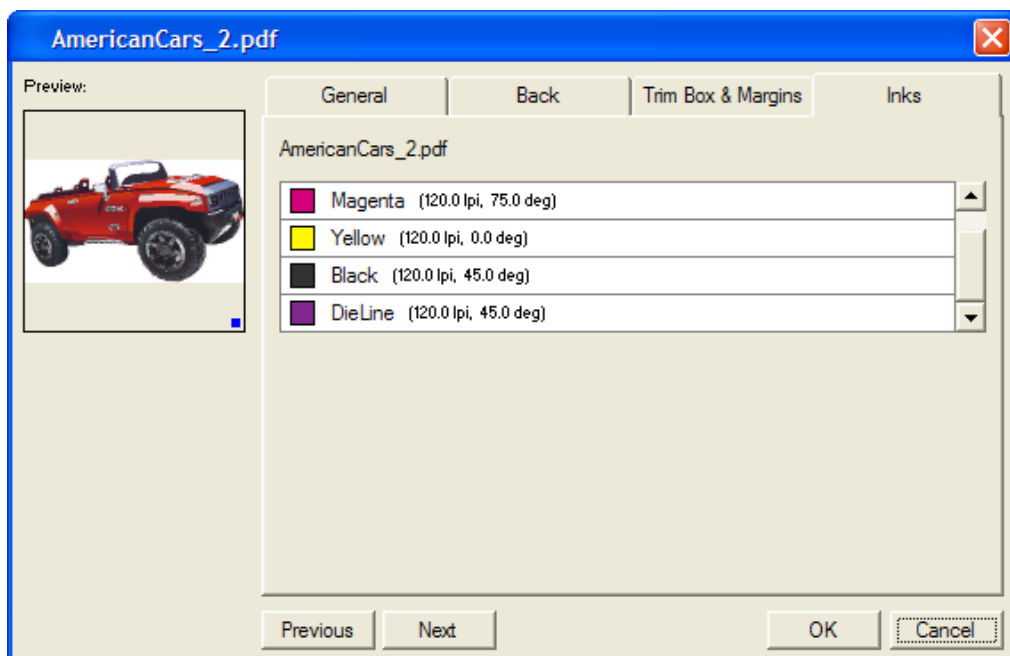 AmericanCars_2.pdf
Preview:
General Back Trim Box & Margins Inks
AmericanCars_2.pdf
Magenta (120.0 lpi, 75.0 deg)
Yellow (120.0 lpi, 0.0 deg)
Black (120.0 lpi, 45.0 deg)
DieLine (120.0 lpi, 45.0 deg)
Previous Next OK Cancel